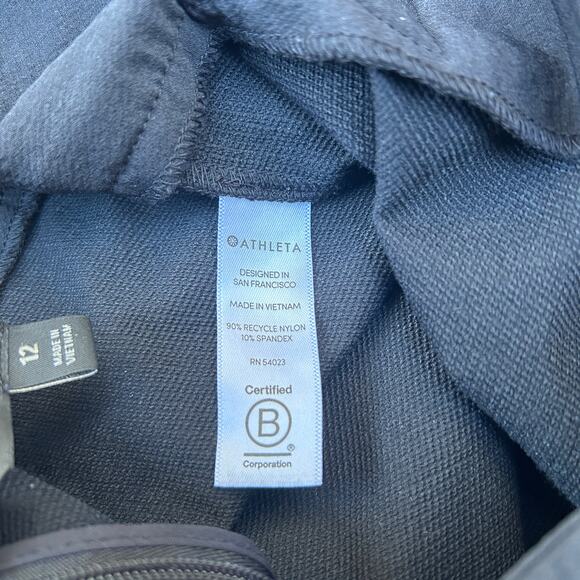 ATHLETA
DESIGNED IN
SAN FRANCISCO
MADE IN VIETNAM
90% RECYCLE NYLON
10% SPANDEX
RN 54023
Certified
B
Corporation
12
MADE IN
VIETNAM